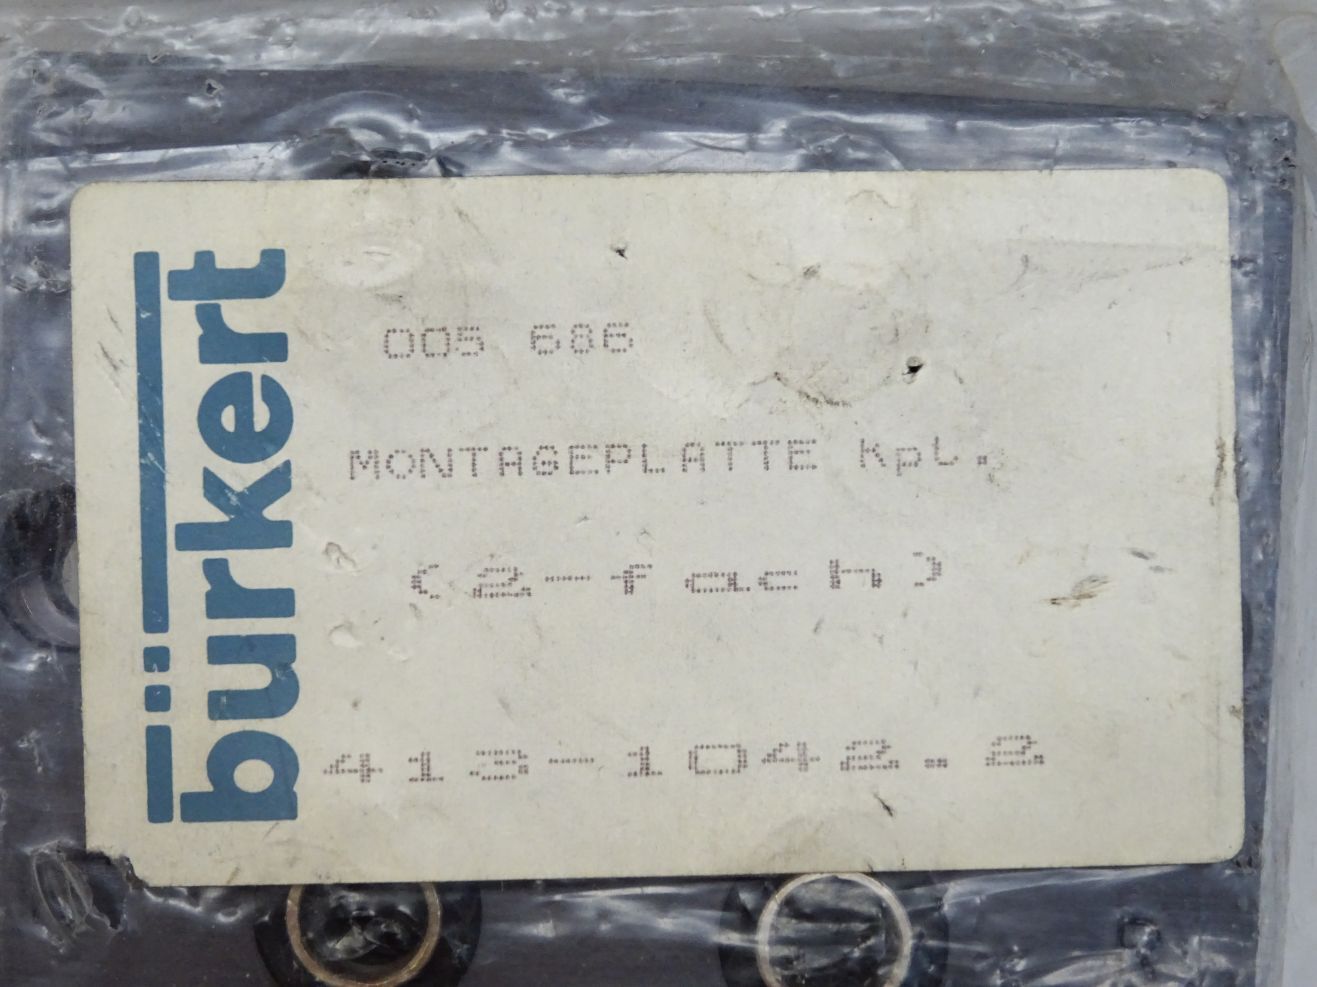 bürkert
005 686
MONTAGEPLATTE kpl.
(2-fach)
413-1042.2